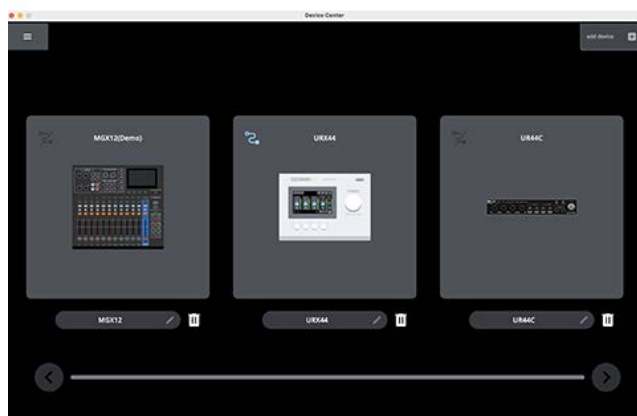 Device Center
add device
MGX12(Demo)
URX44
UR44C
MGX12
URX44
UR44C